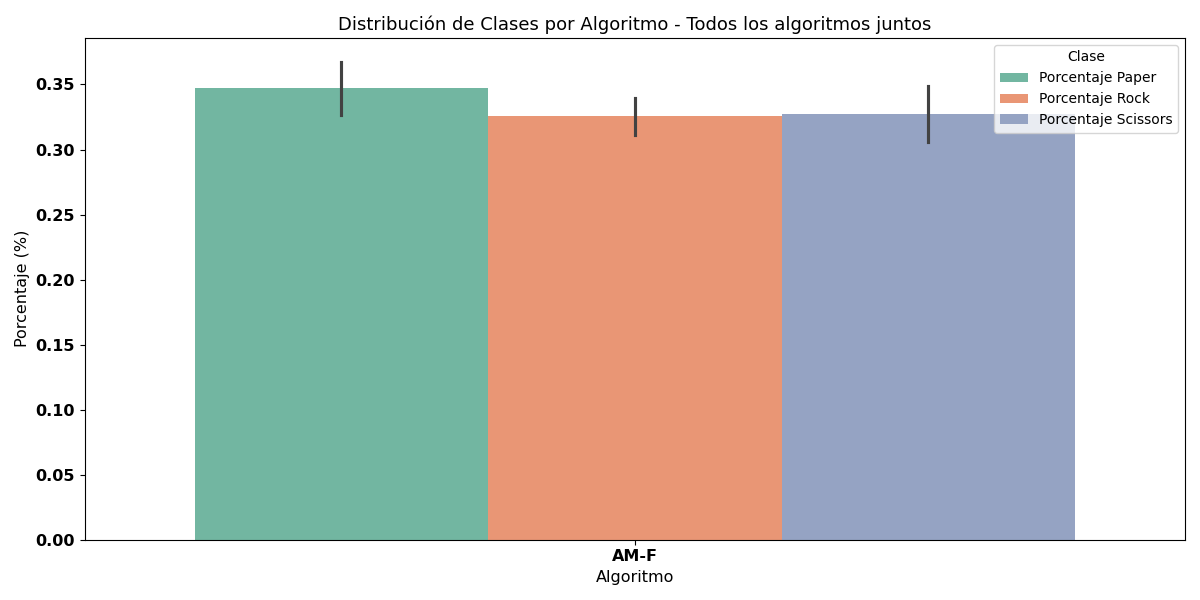 Distribución de Clases por Algoritmo - Todos los algoritmos juntos
Clase
Porcentaje Paper
Porcentaje Rock
Porcentaje Scissors
Porcentaje (%)
0.35
0.30
0.25
0.20
0.15
0.10
0.05
0.00
AM-F
Algoritmo